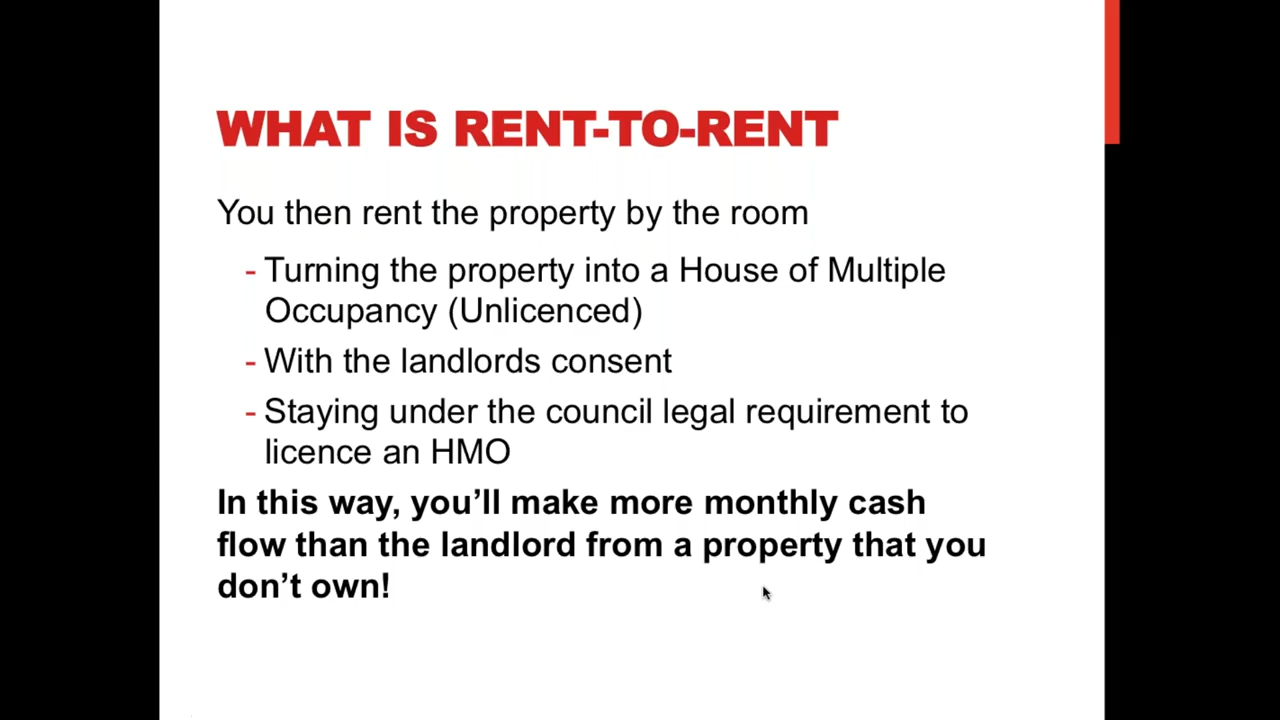 WHAT IS RENT-TO-RENT
You then rent the property by the room
- Turning the property into a House of Multiple
Occupancy (Unlicenced)
- With the landlords consent
- Staying under the council legal requirement to
licence an HMO
In this way, you’ll make more monthly cash
flow than the landlord from a property that you
don’t own!